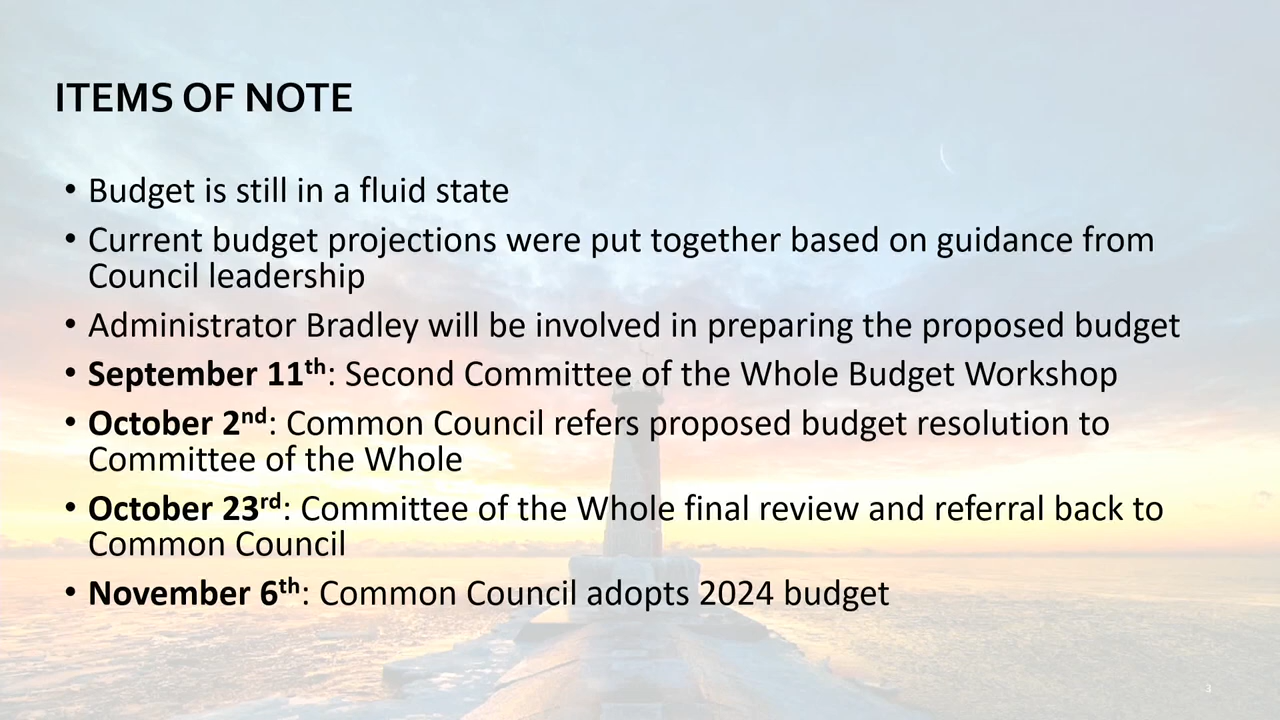 ITEMS OF NOTE
• Budget is still in a fluid state
• Current budget projections were put together based on guidance from
Council leadership
• Administrator Bradley will be involved in preparing the proposed budget
• September 11th: Second Committee of the Whole Budget Workshop
• October 2nd: Common Council refers proposed budget resolution to
Committee of the Whole
• October 23rd: Committee of the Whole final review and referral back to
Common Council
• November 6th: Common Council adopts 2024 budget
3